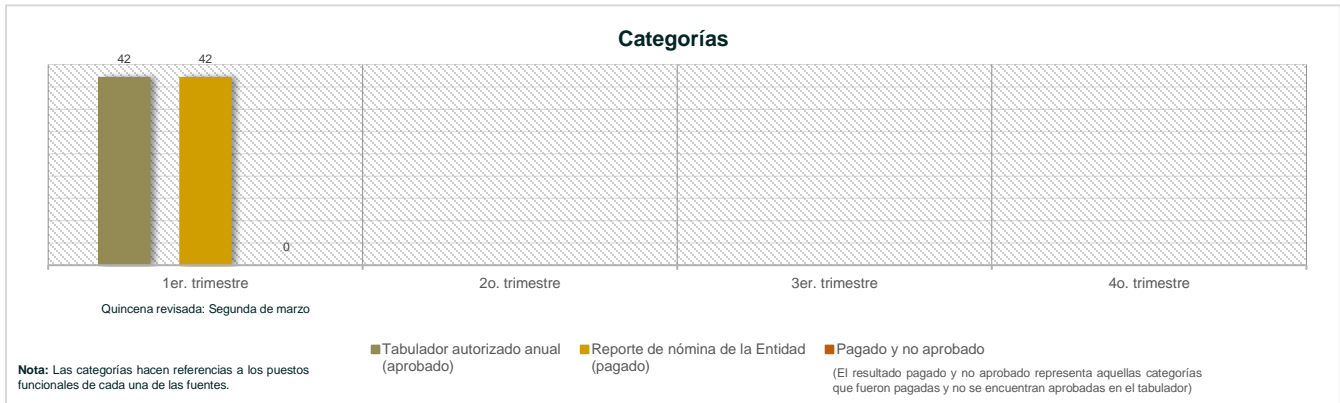 Categorías
42 42
0
1er. trimestre 2o. trimestre 3er. trimestre 4o. trimestre
Quincena revisada: Segunda de marzo
Tabulador autorizado anual (aprobado)
Reporte de nómina de la Entidad (pagado)
Pagado y no aprobado
(El resultado pagado y no aprobado representa aquellas categorías
que fueron pagadas y no se encuentran aprobadas en el tabulador)
Nota: Las categorías hacen referencias a los puestos
funcionales de cada una de las fuentes.